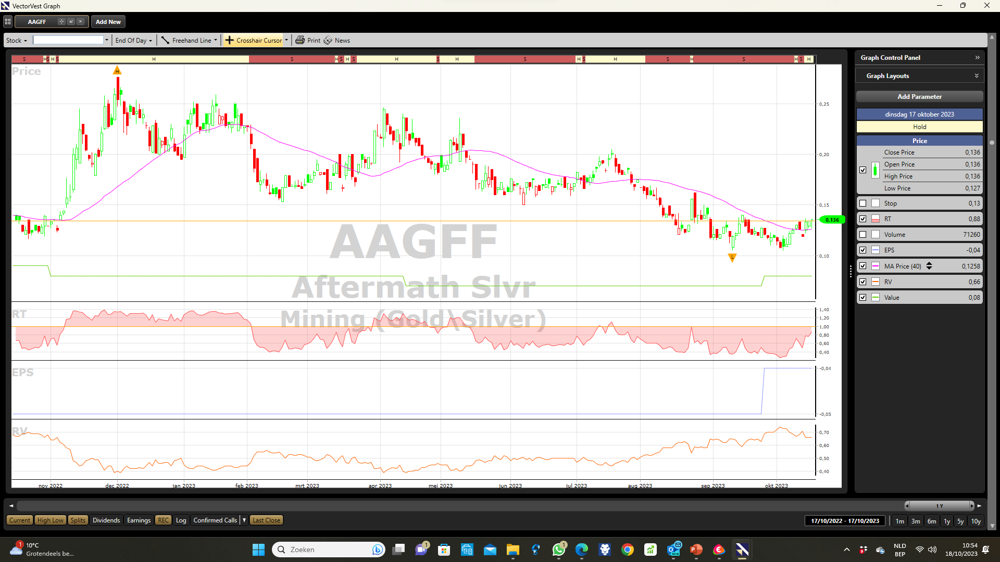 VectorVest Graph
AAGFF Add New
Stock End Of Day Freehand Line Crosshair Cursor Print News
S H S H S H S H S H S H S H S H S H S H S H S H
Price
H
0,25
0,20
0,15
0,136
0,10
L
AAGFF
Aftermath Slvr
Mining (Gold\Silver)
RT
1,40
1,20
1,00
0,80
0,60
0,40
EPS
-0,04
-0,05
RV
0,70
0,60
0,50
0,40
nov 2022 dec 2022 jan 2023 feb 2023 mrt 2023 apr 2023 mei 2023 jun 2023 jul 2023 aug 2023 sep 2023 okt 2023
Graph Control Panel
Graph Layouts
Add Parameter
dinsdag 17 oktober 2023
Hold
Price
Close Price 0,136
Open Price 0,136
High Price 0,136
Low Price 0,127
Stop 0,13
RT 0,88
Volume 71260
EPS -0,04
MA Price (40) 0,1258
RV 0,66
Value 0,08
1 Y
Current High Low Splits Dividends Earnings REC Log Confirmed Calls Last Close 17/10/2022 - 17/10/2023 1m 3m 6m 1y 5y 10y
1
10°C
Grotendeels be...
Zoeken
1
1
NEW
NLD
BEP
10:54
18/10/2023